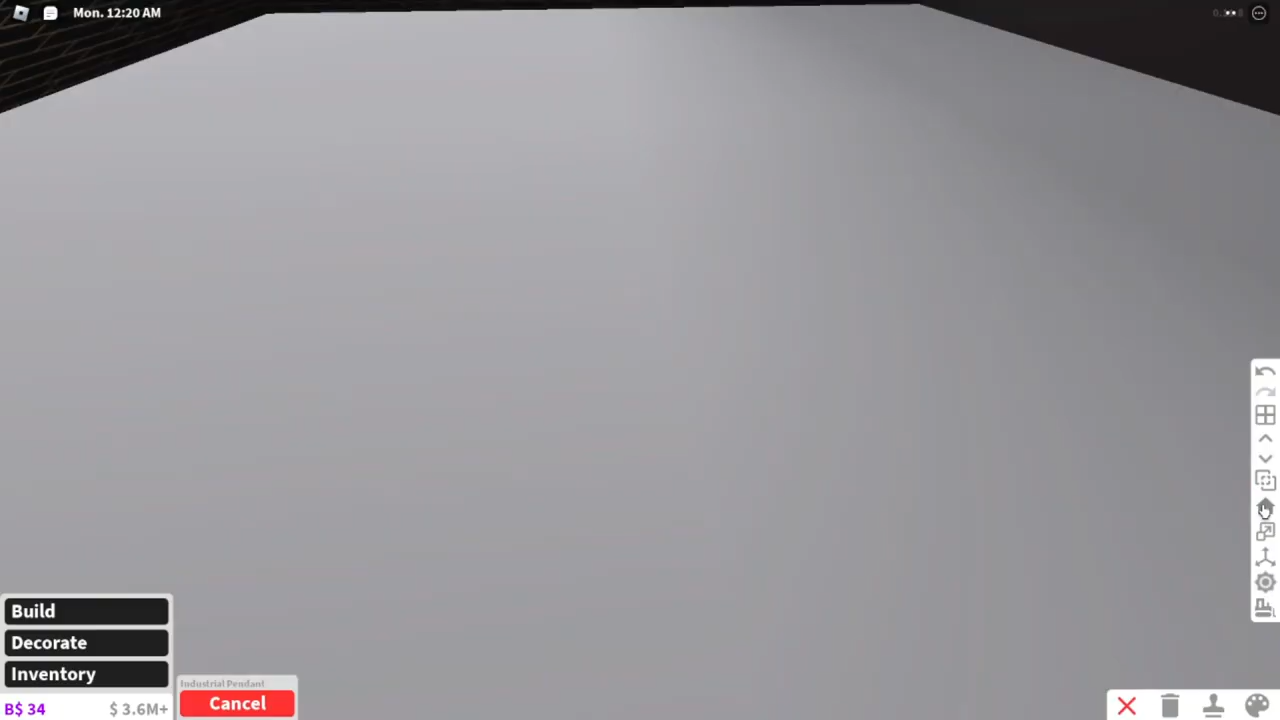 Mon. 12:20 AM
Build
Decorate
Inventory
B$ 34 $ 3.6M+
Industrial Pendant
Cancel